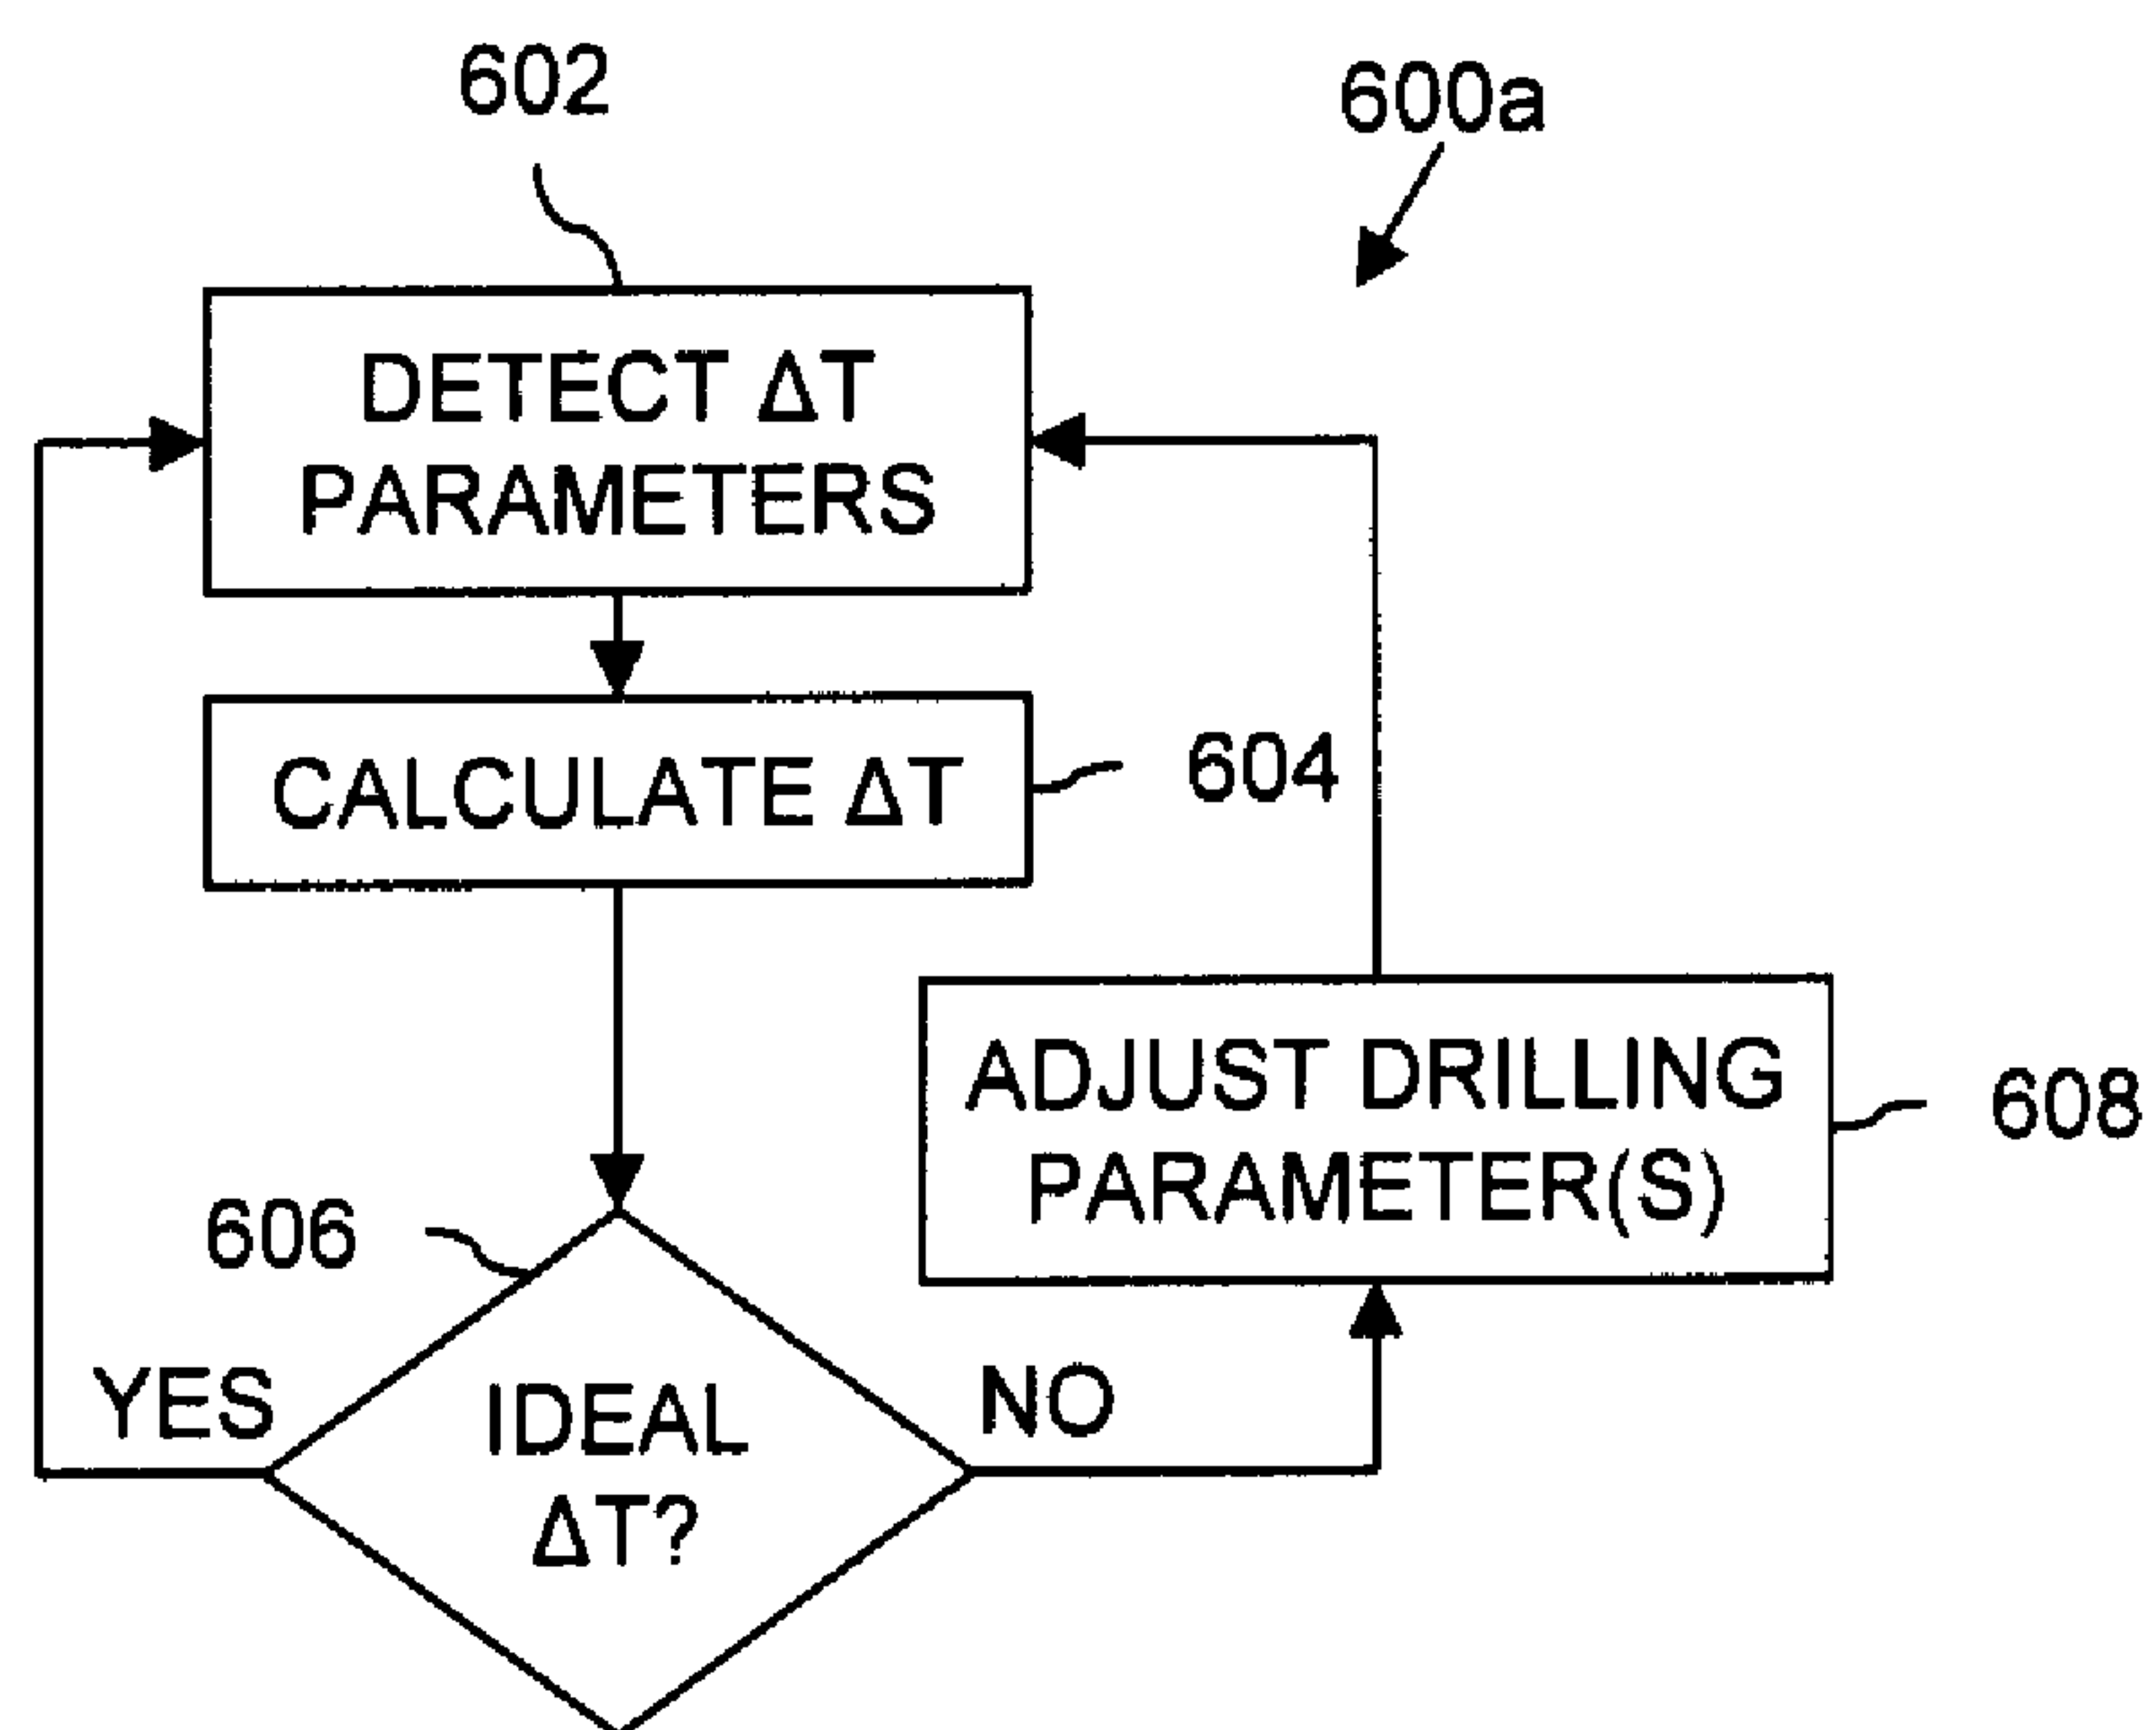 602
600a
DETECT ΔT
PARAMETERS
CALCULATE ΔT
604
ADJUST DRILLING
PARAMETER(S)
608
606
YES
IDEAL
ΔT?
NO